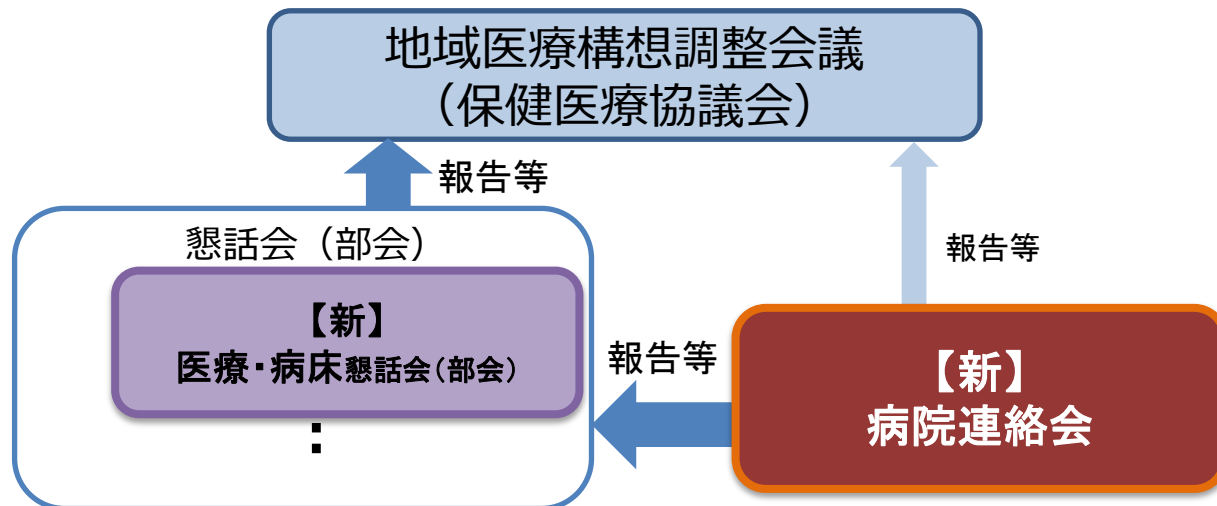 地域医療構想調整会議
（保健医療協議会）
報告等
報告等
懇話会（部会）
【新】
医療・病床懇話会（部会）
：
報告等
【新】
病院連絡会